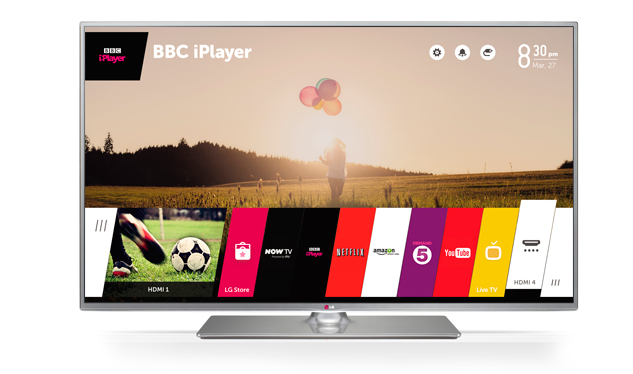 BBC
iPlayer
BBC iPlayer
8 30 pm
Mar. 27
HDMI 1
LG Store
NOW TV
BBC
iPlayer
NETFLIX
amazon
DEMAND
5
YouTube
Live TV
HDMI 4
LG